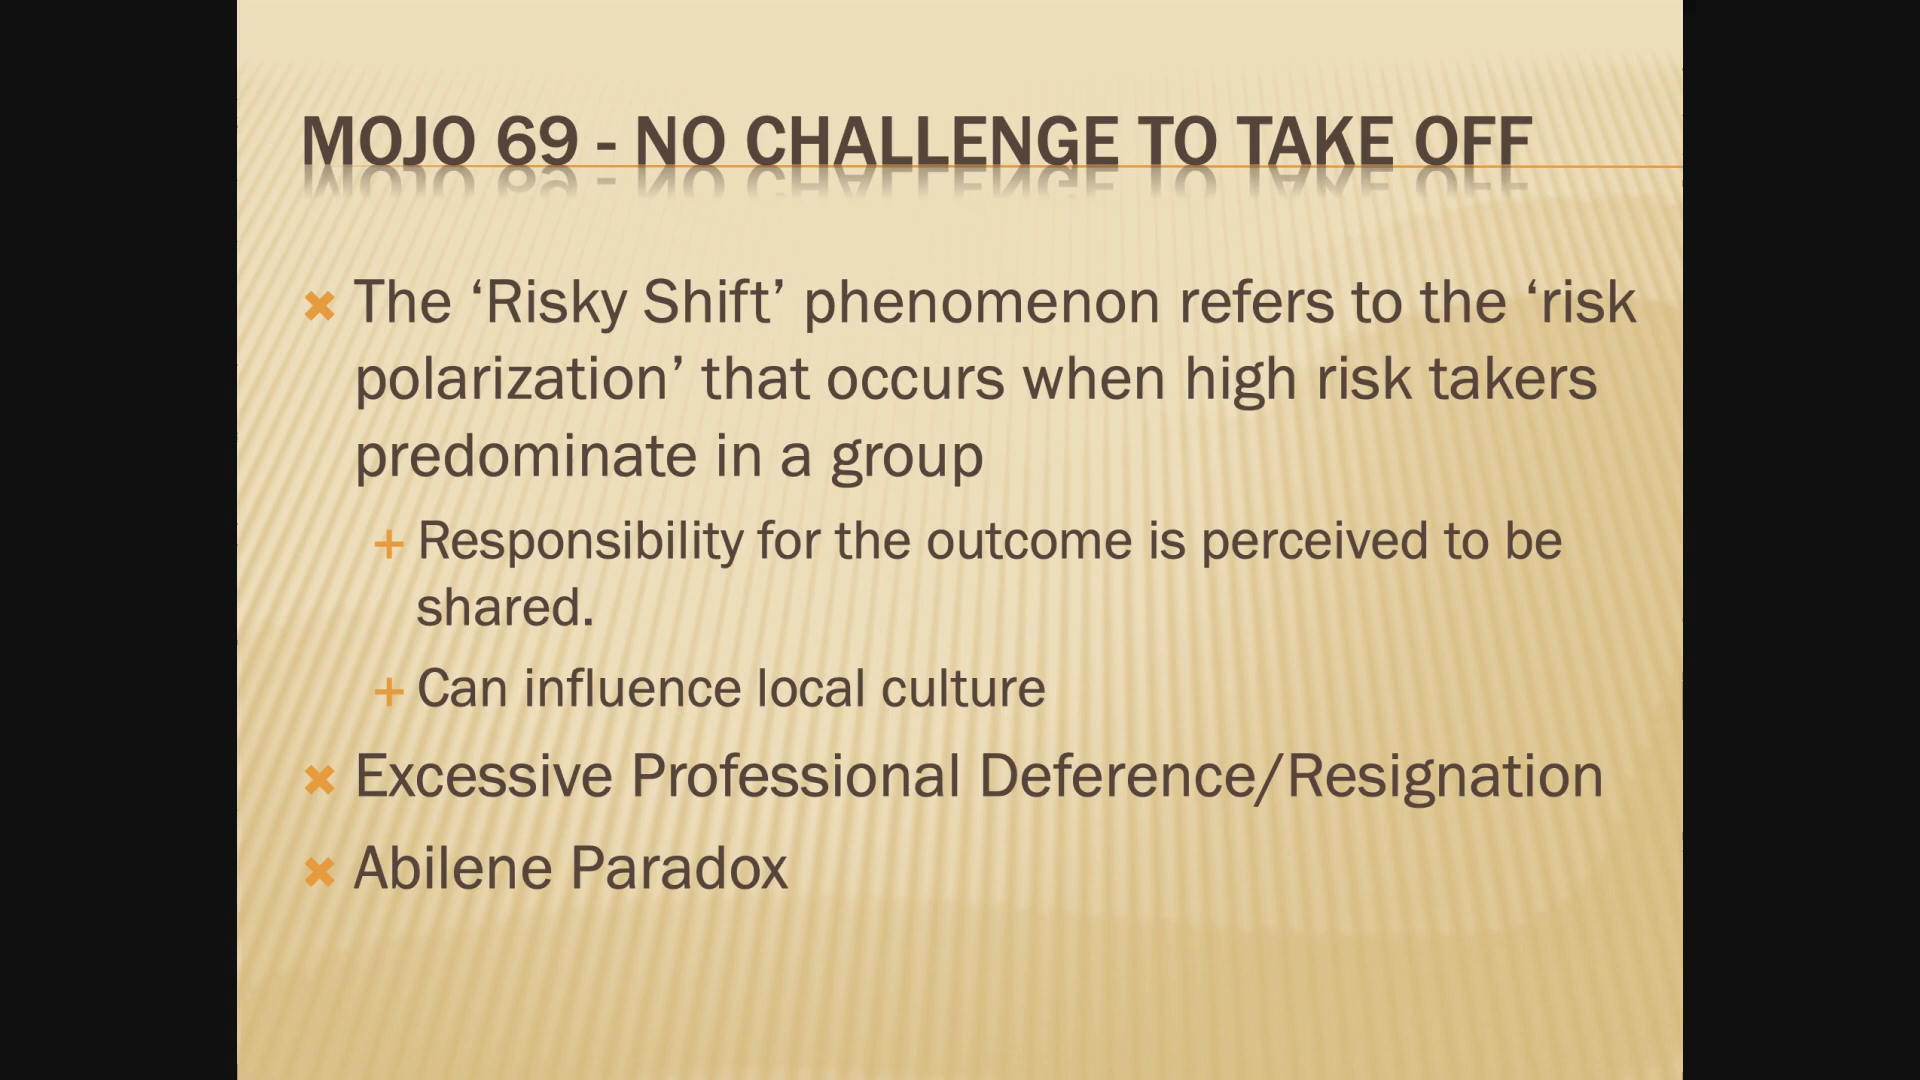 MOJO 69 - NO CHALLENGE TO TAKE OFF
The ‘Risky Shift’ phenomenon refers to the ‘risk
polarization’ that occurs when high risk takers
predominate in a group
Responsibility for the outcome is perceived to be
shared.
Can influence local culture
Excessive Professional Deference/Resignation
Abilene Paradox